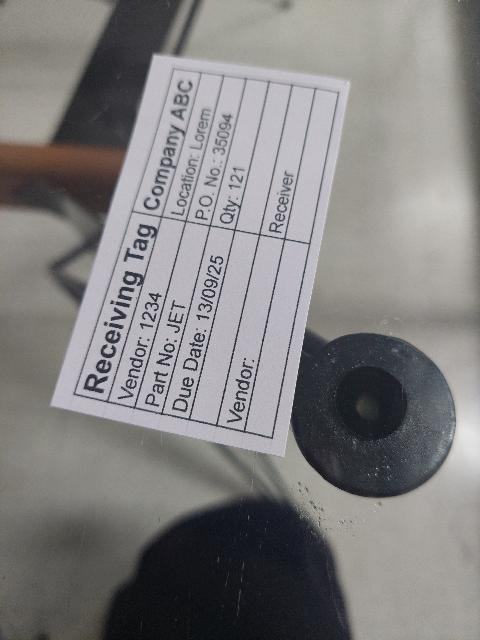 Receiving Tag Company ABC
Vendor: 1234 Location: Lorem
Part No: JET P.O. No.: 35094
Due Date: 13/09/25 Qty: 121
Vendor: Receiver